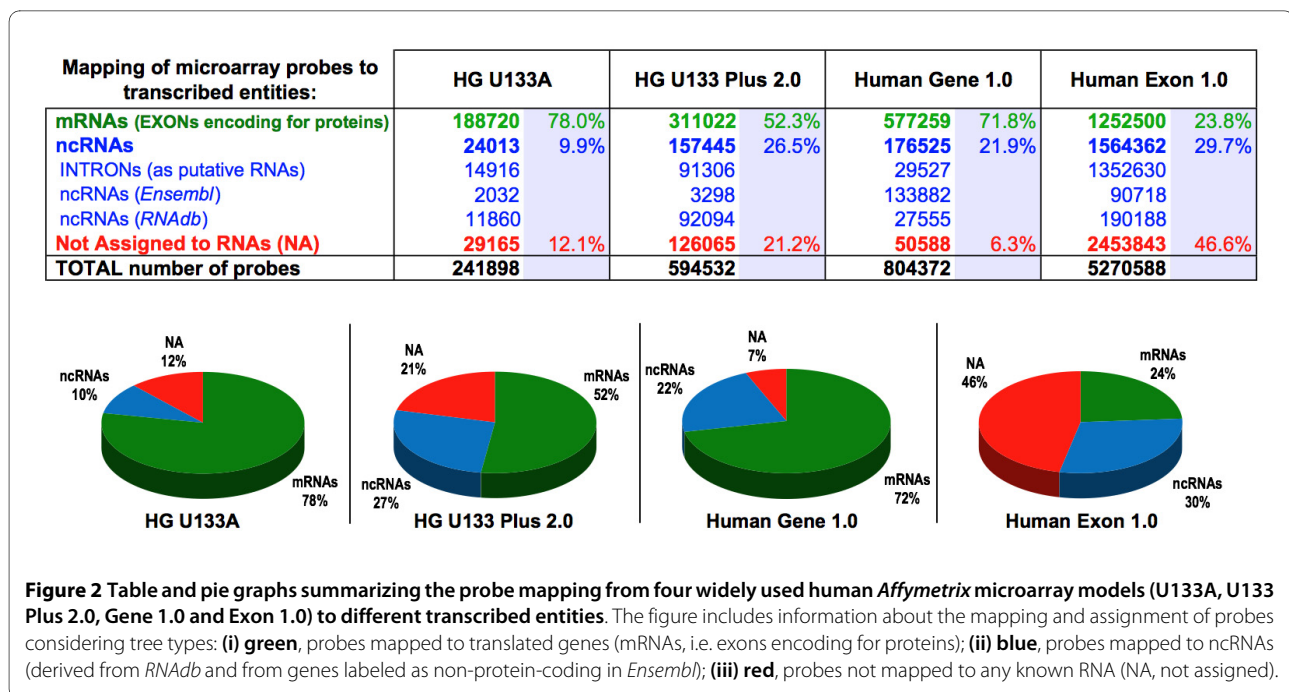 Mapping of microarray probes to transcribed entities: HG U133A HG U133 Plus 2.0 Human Gene 1.0 Human Exon 1.0
mRNAs (EXONs encoding for proteins) 188720 78.0% 311022 52.3% 577259 71.8% 1252500 23.8%
ncRNAs 24013 9.9% 157445 26.5% 176525 21.9% 1564362 29.7%
INTRONs (as putative RNAs) 14916 91306 29527 1352630
ncRNAs (Ensembl) 2032 3298 133882 90718
ncRNAs (RNAdb) 11860 92094 27555 190188
Not Assigned to RNAs (NA) 29165 12.1% 126065 21.2% 50588 6.3% 2453843 46.6%
TOTAL number of probes 241898 594532 804372 5270588
NA
12%
ncRNAs
10%
mRNAs
78%
HG U133A
NA
21%
mRNAs
52%
ncRNAs
27%
HG U133 Plus 2.0
NA
7%
ncRNAs
22%
mRNAs
72%
Human Gene 1.0
NA
46%
mRNAs
24%
ncRNAs
30%
Human Exon 1.0
Figure 2 Table and pie graphs summarizing the probe mapping from four widely used human Affymetrix microarray models (U133A, U133
Plus 2.0, Gene 1.0 and Exon 1.0) to different transcribed entities. The figure includes information about the mapping and assignment of probes
considering tree types: (i) green, probes mapped to translated genes (mRNAs, i.e. exons encoding for proteins); (ii) blue, probes mapped to ncRNAs
(derived from RNAdb and from genes labeled as non-protein-coding in Ensembl); (iii) red, probes not mapped to any known RNA (NA, not assigned).